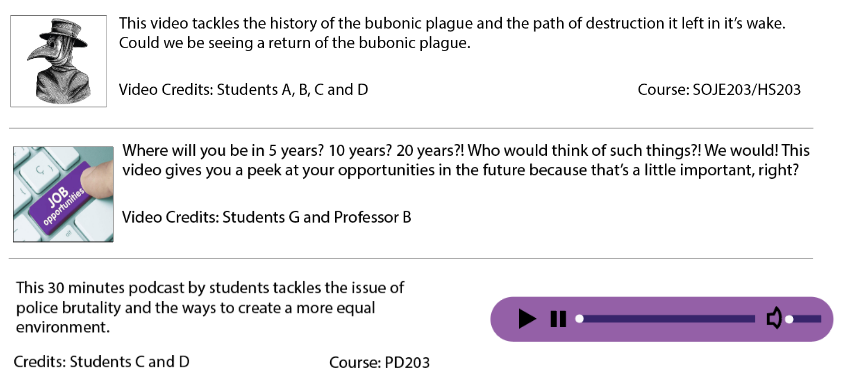 This video tackles the history of the bubonic plague and the path of destruction it left in it's wake.
Could we be seeing a return of the bubonic plague.
Video Credits: Students A, B, C and D
Course: SOJE203/HS203
Where will you be in 5 years? 10 years? 20 years?! Who would think of such things?! We would! This
video gives you a peek at your opportunities in the future because that's a little important, right?
JOB
opportunities
Video Credits: Students G and Professor B
This 30 minutes podcast by students tackles the issue of
police brutality and the ways to create a more equal
environment.
Credits: Students C and D
Course: PD203